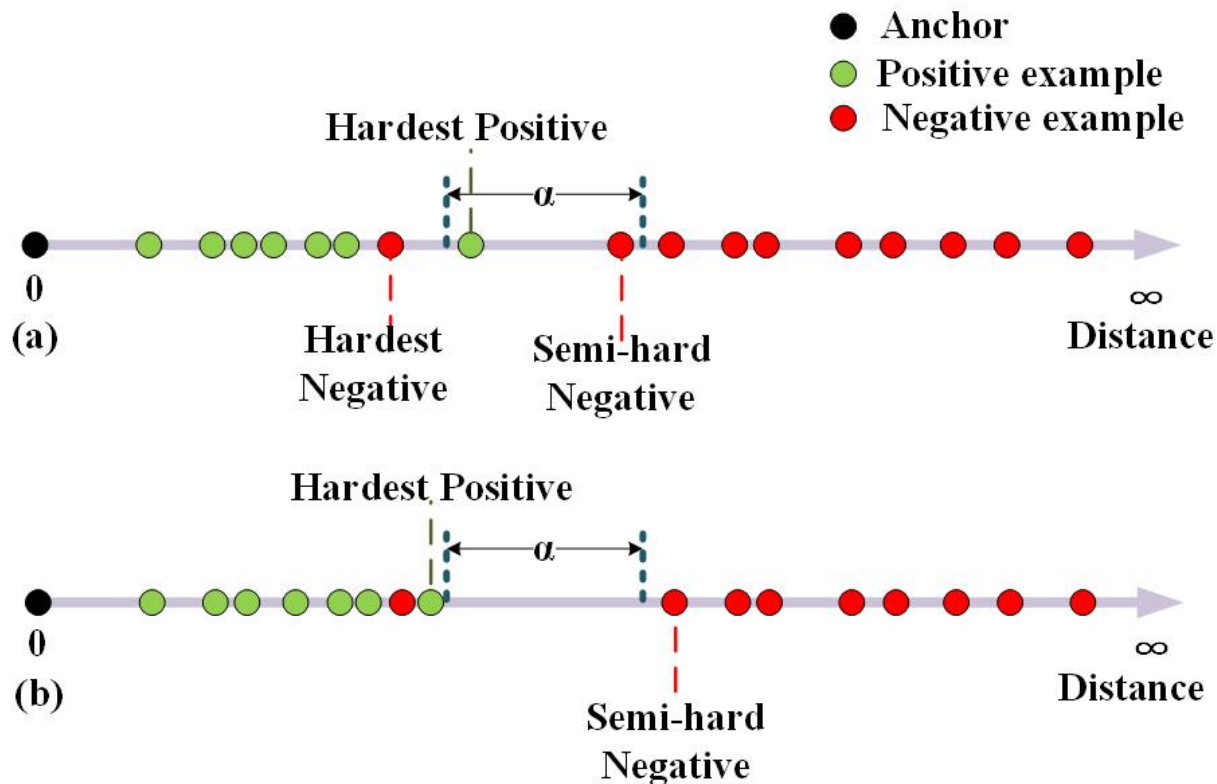 Anchor
Positive example
Negative example
Hardest Positive
α
0
∞
(a)
Distance
Hardest
Negative
Semi-hard
Negative
Hardest Positive
α
0
∞
(b)
Distance
Semi-hard
Negative